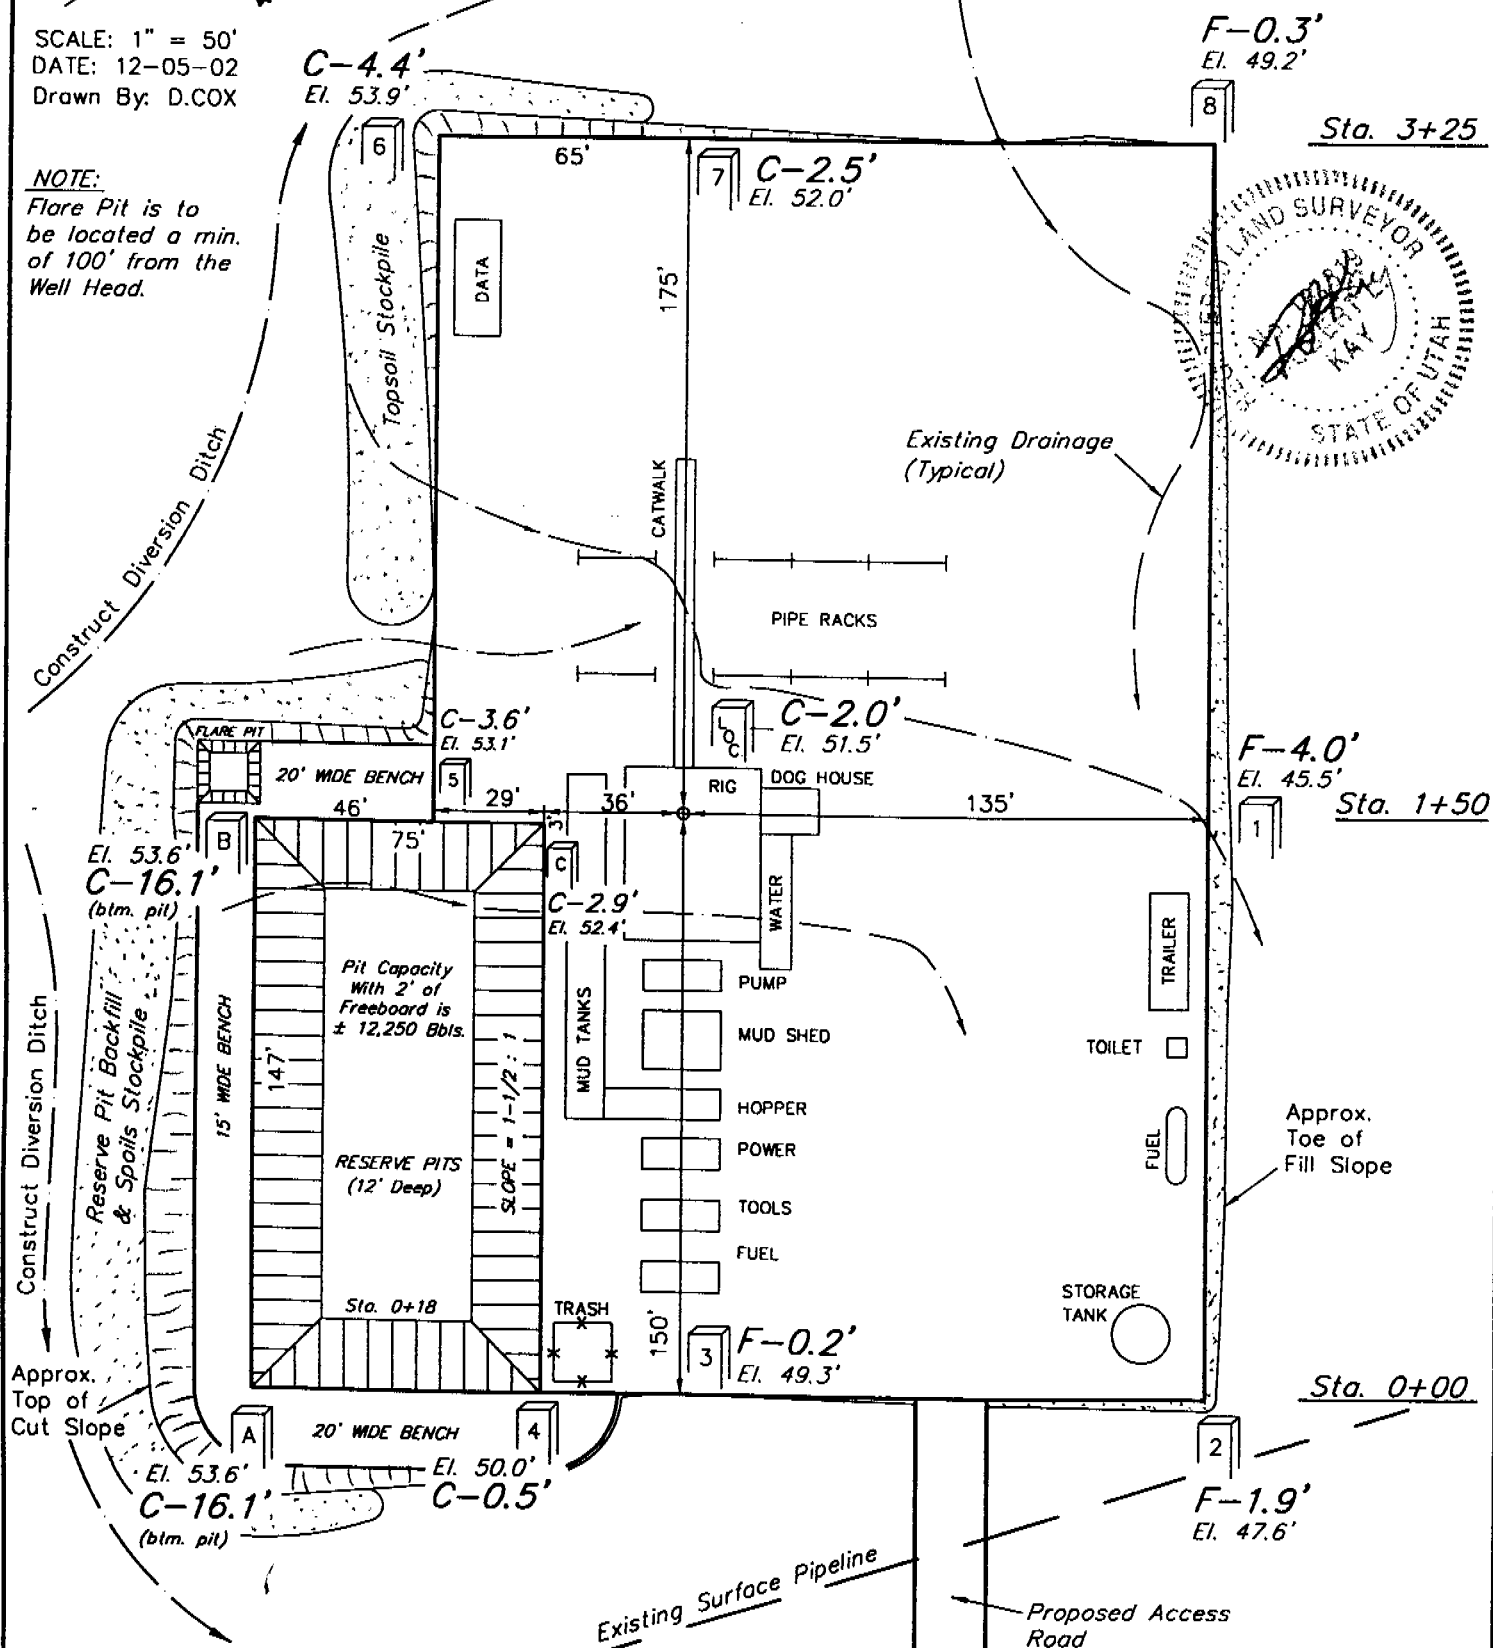 SCALE: 1" = 50'
DATE: 12-05-02
Drawn By: D.COX
C-4.4'
El. 53.9'
F-0.3'
El. 49.2'
6
8
Sta. 3+25
65'
7
C-2.5'
El. 52.0'
NOTE:
Flare Pit is to
be located a min.
of 100' from the
Well Head.
Topsoil Stockpile
DATA
175'
LAND SURVEYOR
KAY
STATE OF UTAH
Existing Drainage
(Typical)
CATWALK
Construct Diversion Ditch
PIPE RACKS
C-3.6'
El. 53.1'
LOC.
C-2.0'
El. 51.5'
F-4.0'
El. 45.5'
FLARE PIT
20' WIDE BENCH
5
RIG
DOG HOUSE
46'
29'
36'
135'
Sta. 1+50
1
B
75'
3'
C
El. 53.6'
C-16.1'
(btm. pit)
C-2.9'
El. 52.4'
WATER
TRAILER
Pit Capacity
With 2' of
Freeboard is
± 12,250 Bbls.
PUMP
MUD TANKS
MUD SHED
TOILET
Construct Diversion Ditch
Reserve Pit Backfill
& Spoils Stockpile
15' WIDE BENCH
147'
SLOPE = 1-1/2 : 1
HOPPER
POWER
FUEL
Approx.
Toe of
Fill Slope
RESERVE PITS
(12' Deep)
TOOLS
FUEL
Sta. 0+18
TRASH
STORAGE
TANK
150'
3
F-0.2'
El. 49.3'
Approx.
Top of
Cut Slope
Sta. 0+00
A
20' WIDE BENCH
4
2
El. 53.6'
C-16.1'
(btm. pit)
El. 50.0'
C-0.5'
F-1.9'
El. 47.6'
Existing Surface Pipeline
Proposed Access
Road